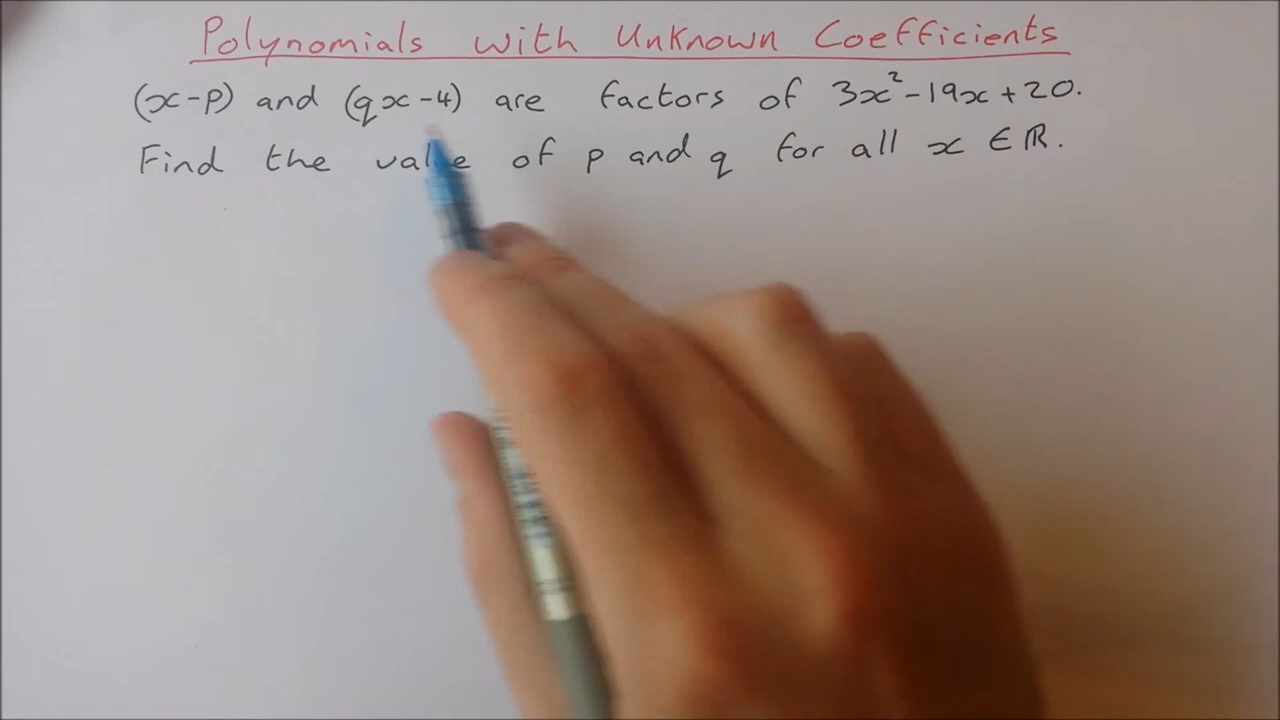 Polynomials with Unknown Coefficients
(x-p) and (qx-4) are factors of 3x²-19x+20.
Find the value of p and q for all x ∈ ℝ.